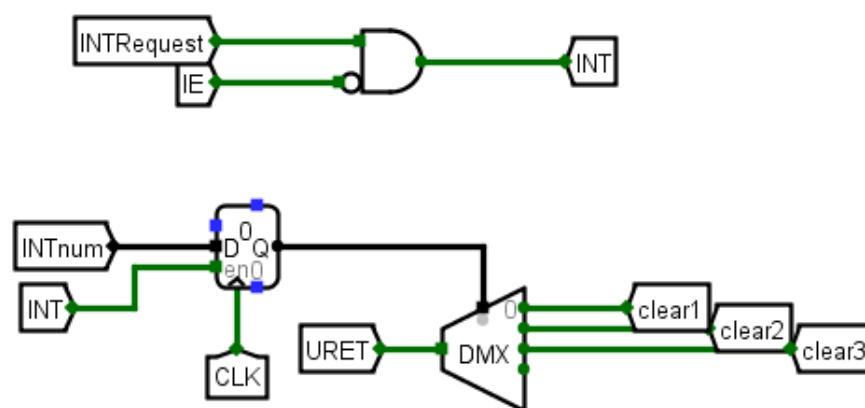 INTRequest
IE
INT
INTnum
0
D Q
en0
INT
CLK
URET
DMX
0
clear1
clear2
clear3